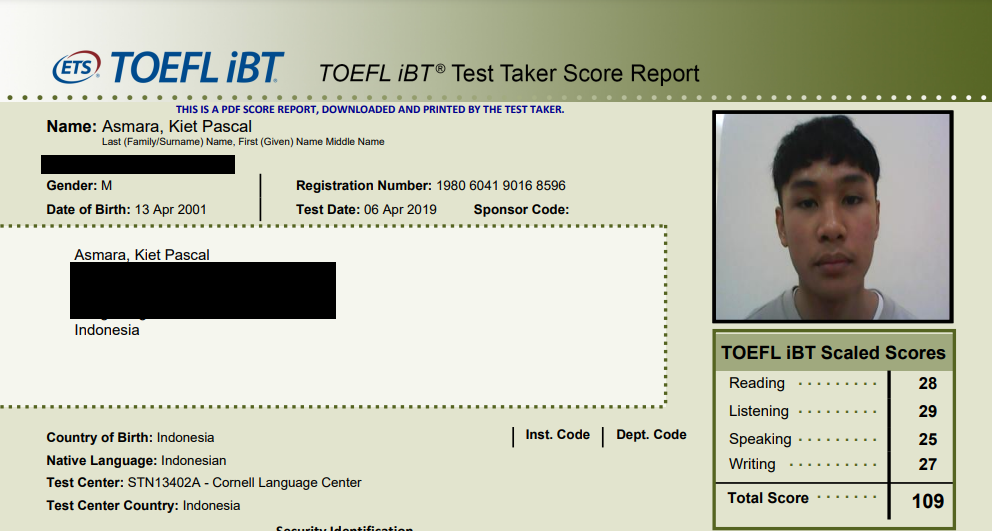 ETS TOEFL iBT® TOEFL iBT® Test Taker Score Report
THIS IS A PDF SCORE REPORT, DOWNLOADED AND PRINTED BY THE TEST TAKER.
Name: Asmara, Kiet Pascal
Last (Family/Surname) Name, First (Given) Name Middle Name
Gender: M
Registration Number: 1980 6041 9016 8596
Date of Birth: 13 Apr 2001
Test Date: 06 Apr 2019 Sponsor Code:
Asmara, Kiet Pascal
Indonesia
TOEFL iBT Scaled Scores
Reading ......... 28
Listening ......... 29
Speaking ......... 25
Writing ......... 27
Total Score ....... 109
Country of Birth: Indonesia
Native Language: Indonesian
Test Center: STN13402A - Cornell Language Center
Test Center Country: Indonesia
Inst. Code
Dept. Code
Security Identification